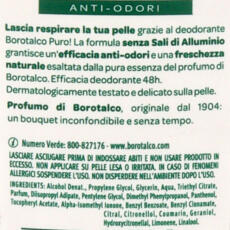 ANTI-ODORI
Lascia respirare la tua pelle grazie al deodorante
Borotalco Puro! La formula senza Sali di Alluminio
grantisce un'efficacia anti-odori e una freschezza
naturale esaltata dalla pura essenza del profumo di
Borotalco. Efficacia deodorante 48h.
Dermatologicamente testato e delicato sulla pelle.
Profumo di Borotalco, originale dal 1904:
un bouquet inconfondibile e senza tempo.
Numero Verde: 800-827176 - www.borotalco.com
LASCIARE ASCIUGARE PRIMA DI INDOSSARE ABITI E NON USARE PRODOTTO
IN ECCESSO. NON APPLICARE SU PELLE LESA O IRRITATA. IN CASO DI FENOMENI
ALLERGICI SOSPENDERE L'USO. NON DISPERDERE NELL'AMBIENTE DOPO L'USO.
INGREDIENTS: Alcohol Denat., Propylene Glycol, Glycerin, Aqua, Triethyl Citrate,
Parfum, Diisopropyl Adipate, Pentylene Glycol, Dimethyl Phenylbutanol, Panthenol,
Tocopheryl Acetate, Alpha-Isomethyl Ionone, Benzyl Benzoate, Benzyl Cinnamate,
Citral, Citronellol, Coumarin, Geraniol,
Hydroxycitronellal, Limonene, Linalool.